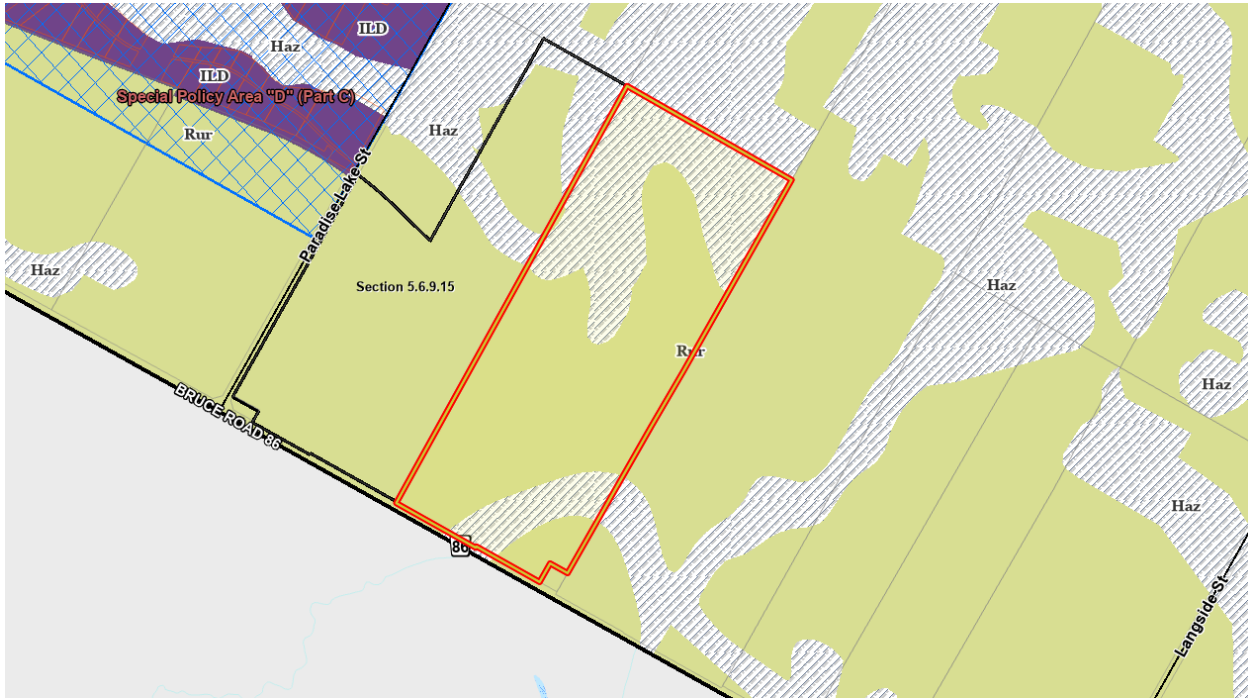 ILD
Haz
ILD
Special Policy Area "D" (Part C)
Rur
Haz
Paradise-Lake-St
Haz
Section 5.6.9.15
Haz
Rur
Haz
BRUCE ROAD 86
Haz
86
Langside-St